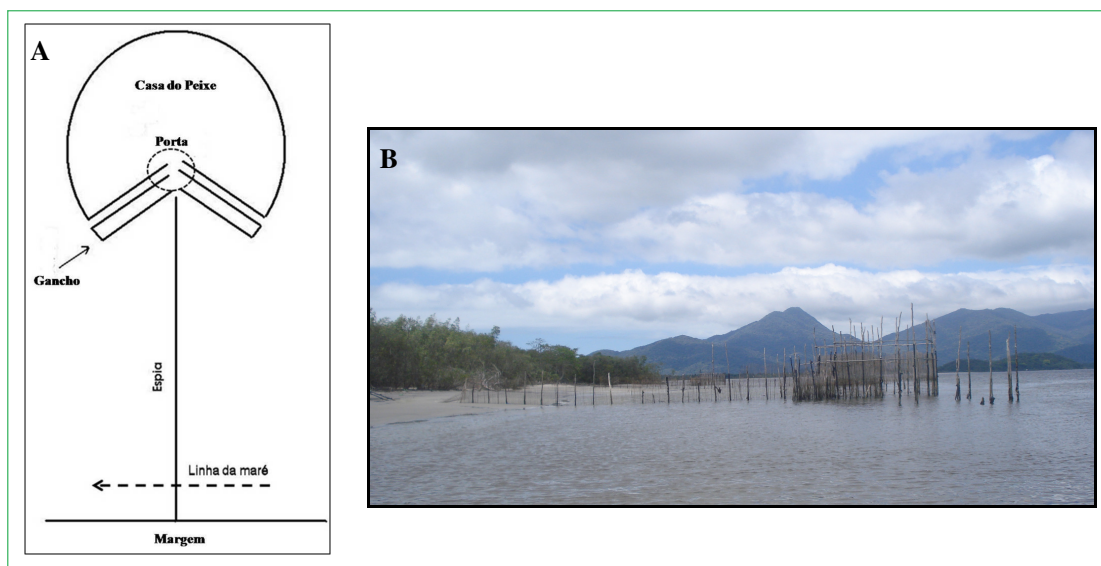 A
Casa do Peixe
Porta
Gancho
Espia
Linha da maré
Margem
B